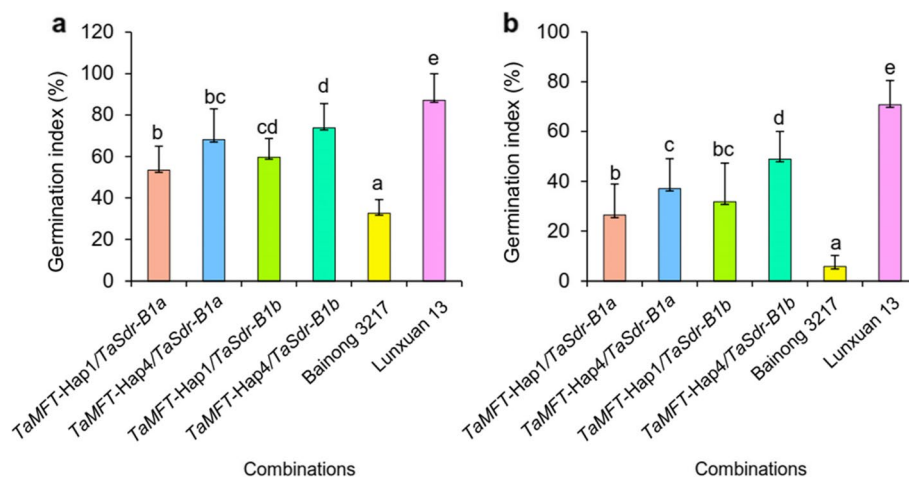 a
Germination index (%)
120
100
80
60
40
20
0
b
bc
cd
d
a
e
TaMFT-Hap1/TaSdr-B1a
TaMFT-Hap4/TaSdr-B1a
TaMFT-Hap1/TaSdr-B1b
TaMFT-Hap4/TaSdr-B1b
Bainong 3217
Lunxuan 13
Combinations
b
Germination index (%)
100
80
60
40
20
0
b
c
bc
d
a
e
TaMFT-Hap1/TaSdr-B1a
TaMFT-Hap4/TaSdr-B1a
TaMFT-Hap1/TaSdr-B1b
TaMFT-Hap4/TaSdr-B1b
Bainong 3217
Lunxuan 13
Combinations